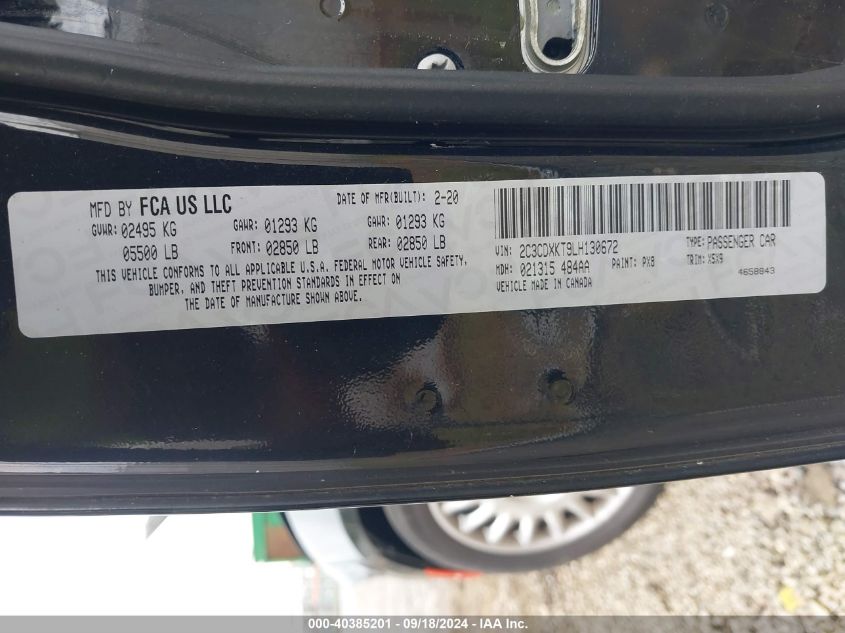 MFD BY FCA US LLC DATE OF MFR(BUILT): 2-20
GVWR: 02495 KG GAWR: 01293 KG GAWR: 01293 KG
05500 LB FRONT: 02850 LB REAR: 02850 LB
THIS VEHICLE CONFORMS TO ALL APPLICABLE U.S.A. FEDERAL MOTOR VEHICLE SAFETY,
BUMPER, AND THEFT PREVENTION STANDARDS IN EFFECT ON
THE DATE OF MANUFACTURE SHOWN ABOVE.
VIN: 2C3CDXKT9LH130672 TYPE: PASSENGER CAR
MDH: 021315 484AA PAINT: PX8 TRIM: X5X9
VEHICLE MADE IN CANADA 4658843
000-40385201 - 09/18/2024 - IAA Inc.